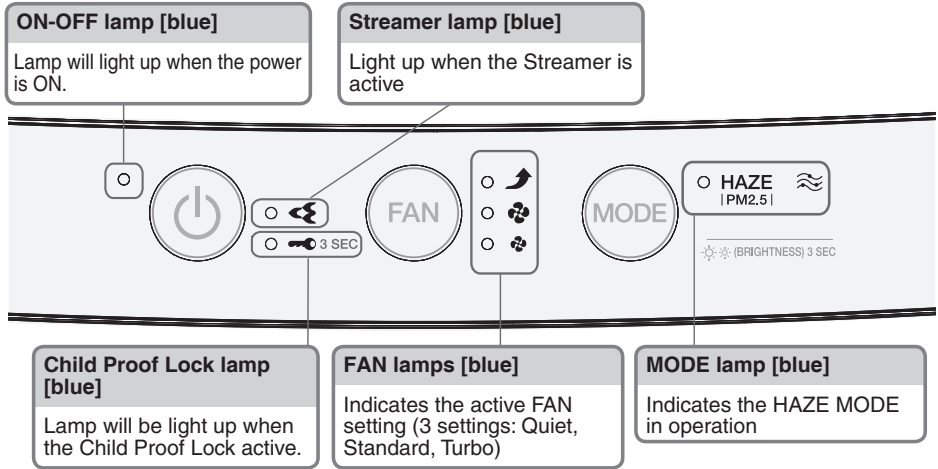 ON-OFF lamp [blue]
Lamp will light up when the power
is ON.
Streamer lamp [blue]
Light up when the Streamer is
active
3 SEC
FAN
MODE
HAZE
|PM2.5|
(BRIGHTNESS) 3 SEC
Child Proof Lock lamp
[blue]
Lamp will be light up when
the Child Proof Lock active.
FAN lamps [blue]
Indicates the active FAN
setting (3 settings: Quiet,
Standard, Turbo)
MODE lamp [blue]
Indicates the HAZE MODE
in operation